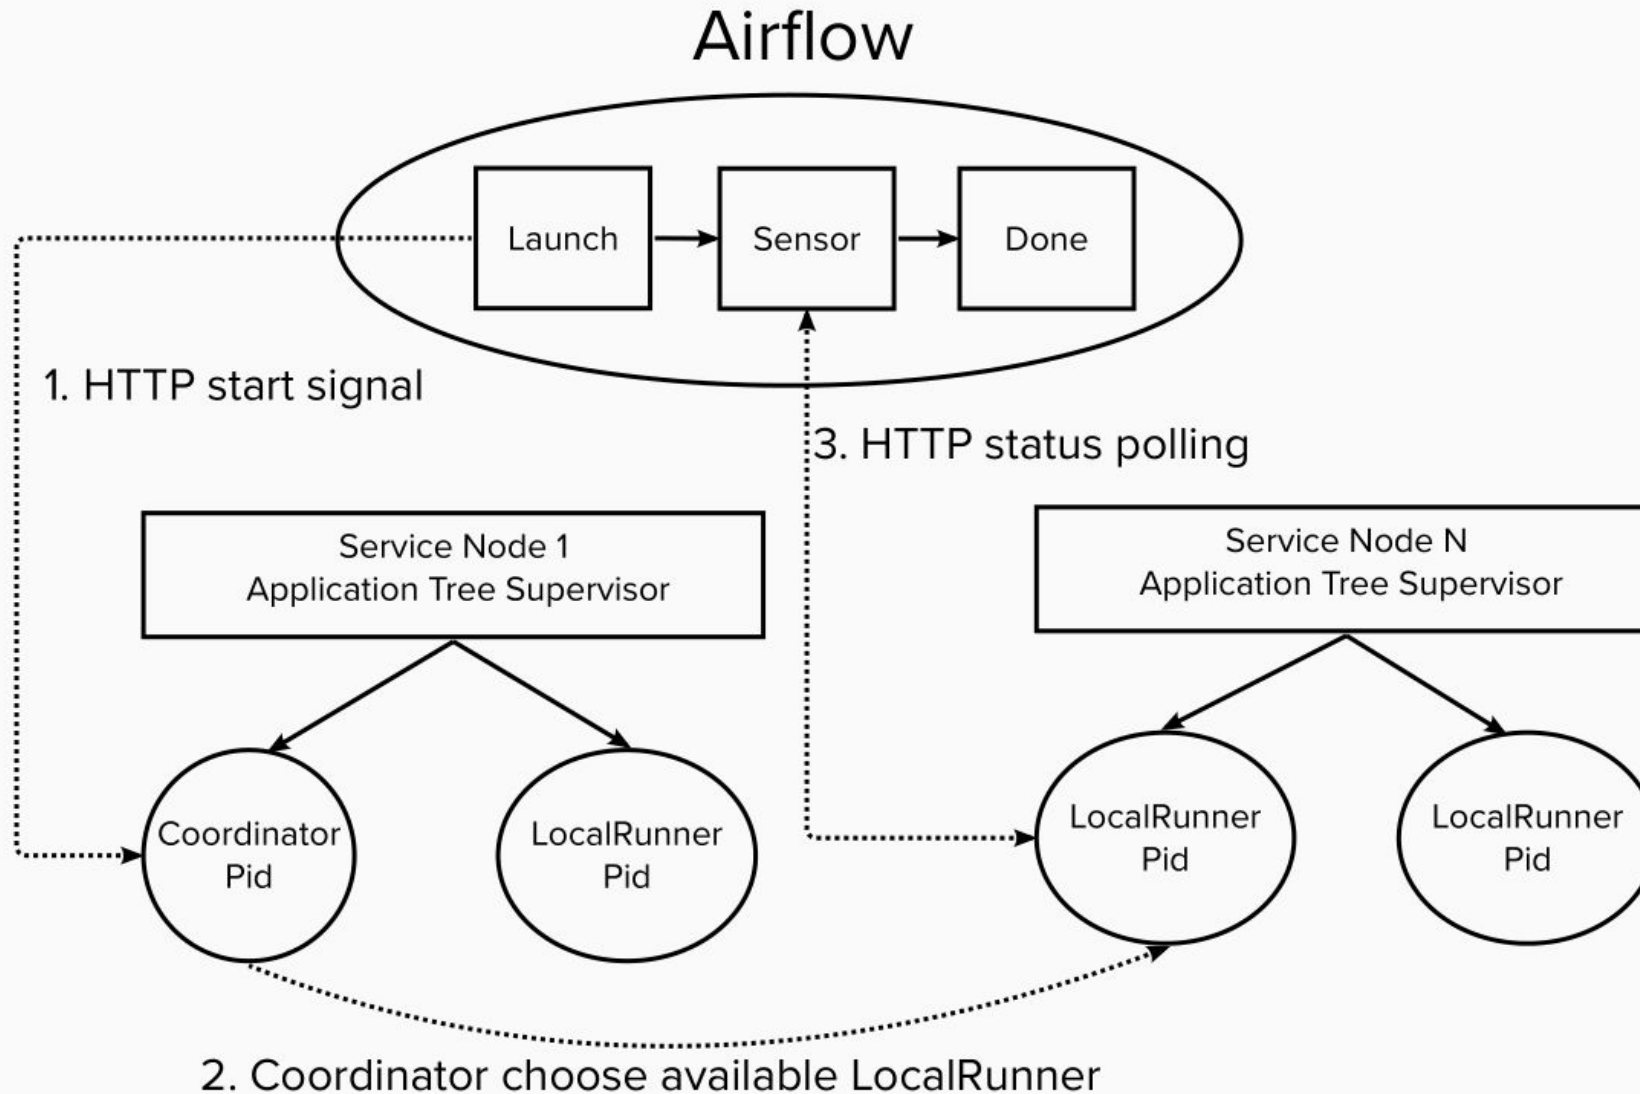 Airflow
Launch
Sensor
Done
1. HTTP start signal
3. HTTP status polling
Service Node 1
Application Tree Supervisor
Service Node N
Application Tree Supervisor
Coordinator
Pid
LocalRunner
Pid
LocalRunner
Pid
LocalRunner
Pid
2. Coordinator choose available LocalRunner